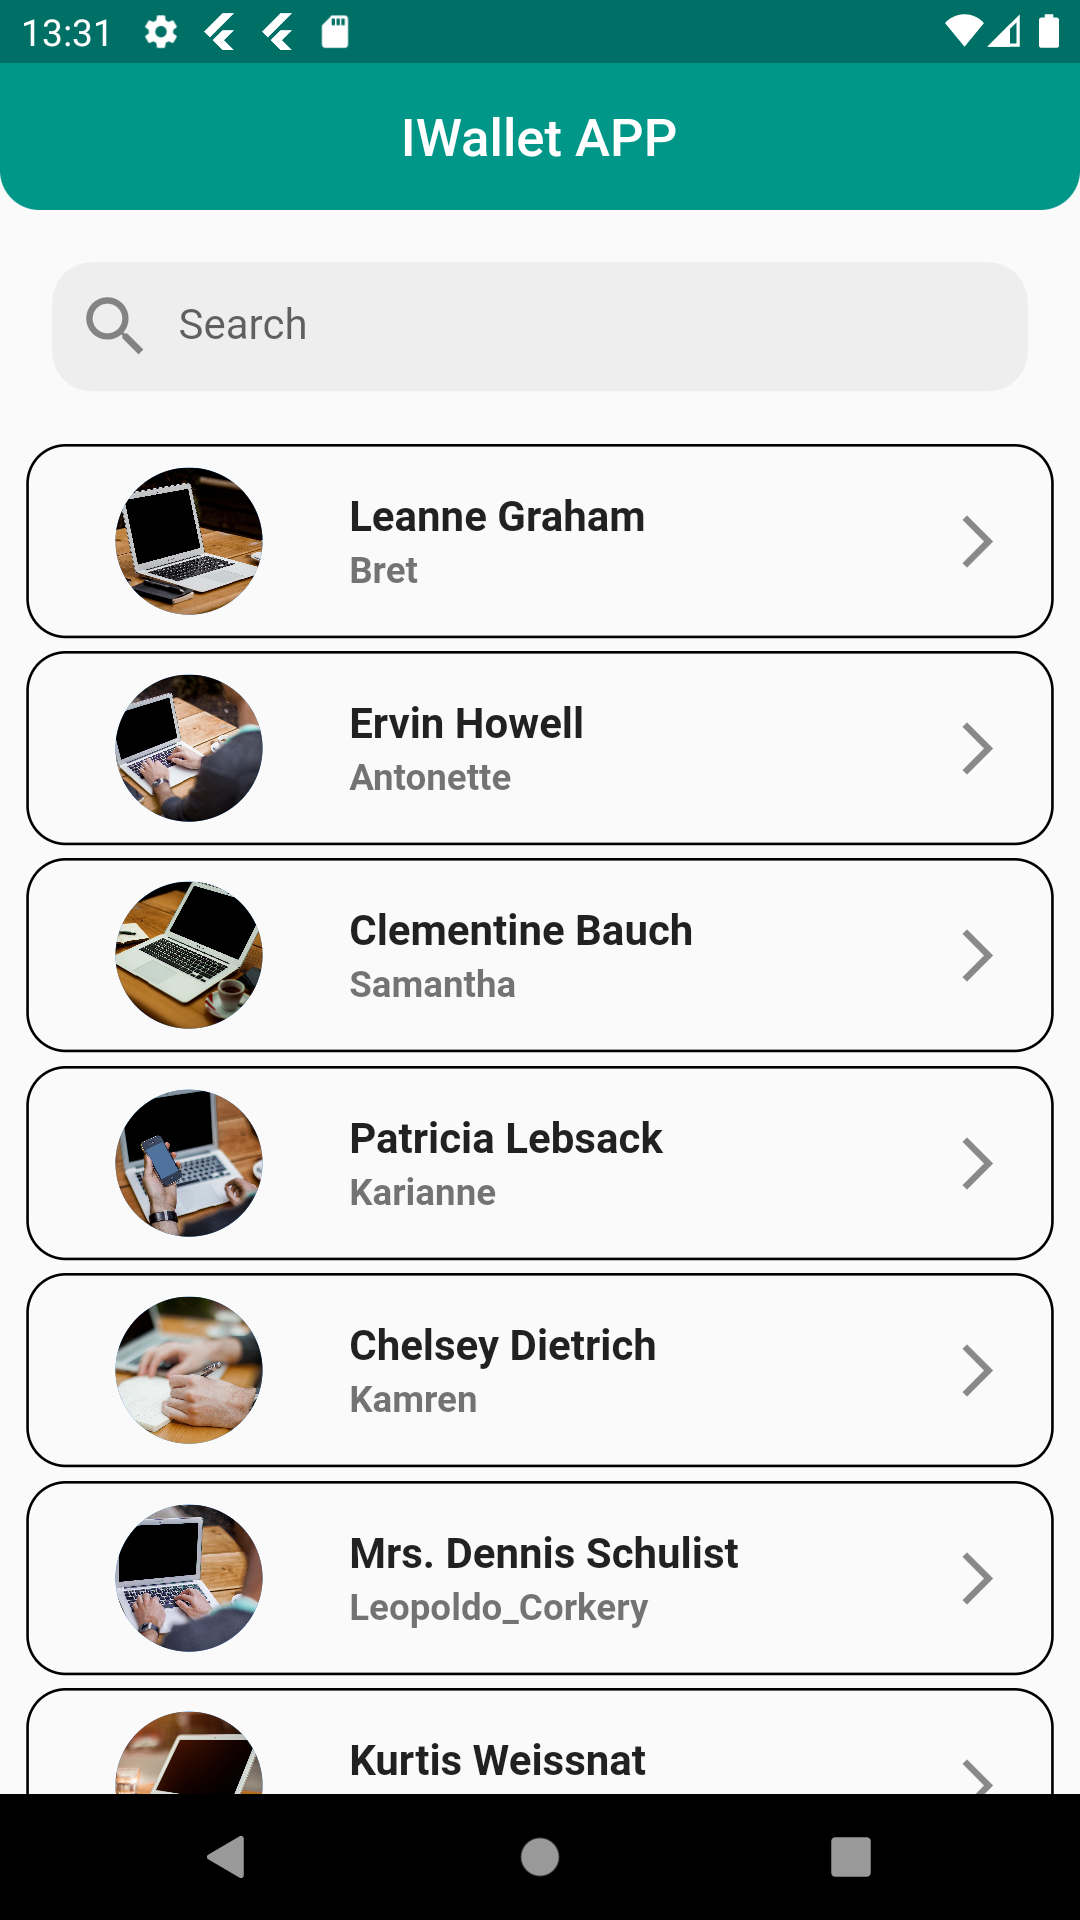 13:31
IWallet APP
Search
Leanne Graham
Bret
Ervin Howell
Antonette
Clementine Bauch
Samantha
Patricia Lebsack
Karianne
Chelsey Dietrich
Kamren
Mrs. Dennis Schulist
Leopoldo_Corkery
Kurtis Weissnat